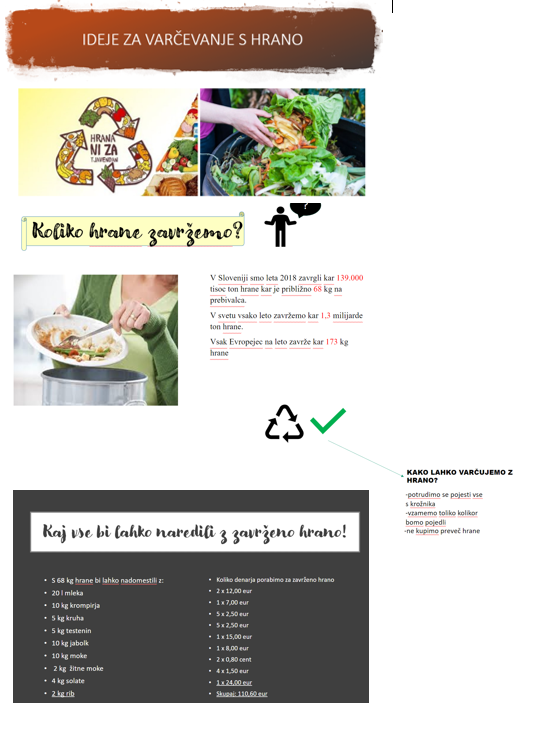 IDEJE ZA VARČEVANJE S HRANO
HRANA
NI ZA
TJAVENDAN
?
Koliko hrane zavržemo?
V Sloveniji smo leta 2018 zavrgli kar 139.000
tisoc ton hrane kar je približno 68 kg na
prebivalca.
V svetu vsako leto zavržemo kar 1,3 milijarde
ton hrane.
Vsak Evropejec na leto zavrže kar 173 kg
hrane
KAKO LAHKO VARČUJEMO Z
HRANO?
-potrudimo se pojesti vse
s krožnika
-vzamemo toliko kolikor
bomo pojedli
-ne kupimo preveč hrane
Kaj vse bi lahko naredili z zavrženo hrano!
• S 68 kg hrane bi lahko nadomestili z:
• 20 l mleka
• 10 kg krompirja
• 5 kg kruha
• 5 kg testenin
• 10 kg jabolk
• 10 kg moke
• 2 kg žitne moke
• 4 kg solate
• 2 kg rib
• Koliko denarja porabimo za zavrženo hrano
• 2 x 12,00 eur
• 1 x 7,00 eur
• 5 x 2,50 eur
• 5 x 2,50 eur
• 1 x 15,00 eur
• 1 x 8,00 eur
• 2 x 0,80 cent
• 4 x 1,50 eur
• 1 x 24,00 eur
• Skupaj: 110,60 eur